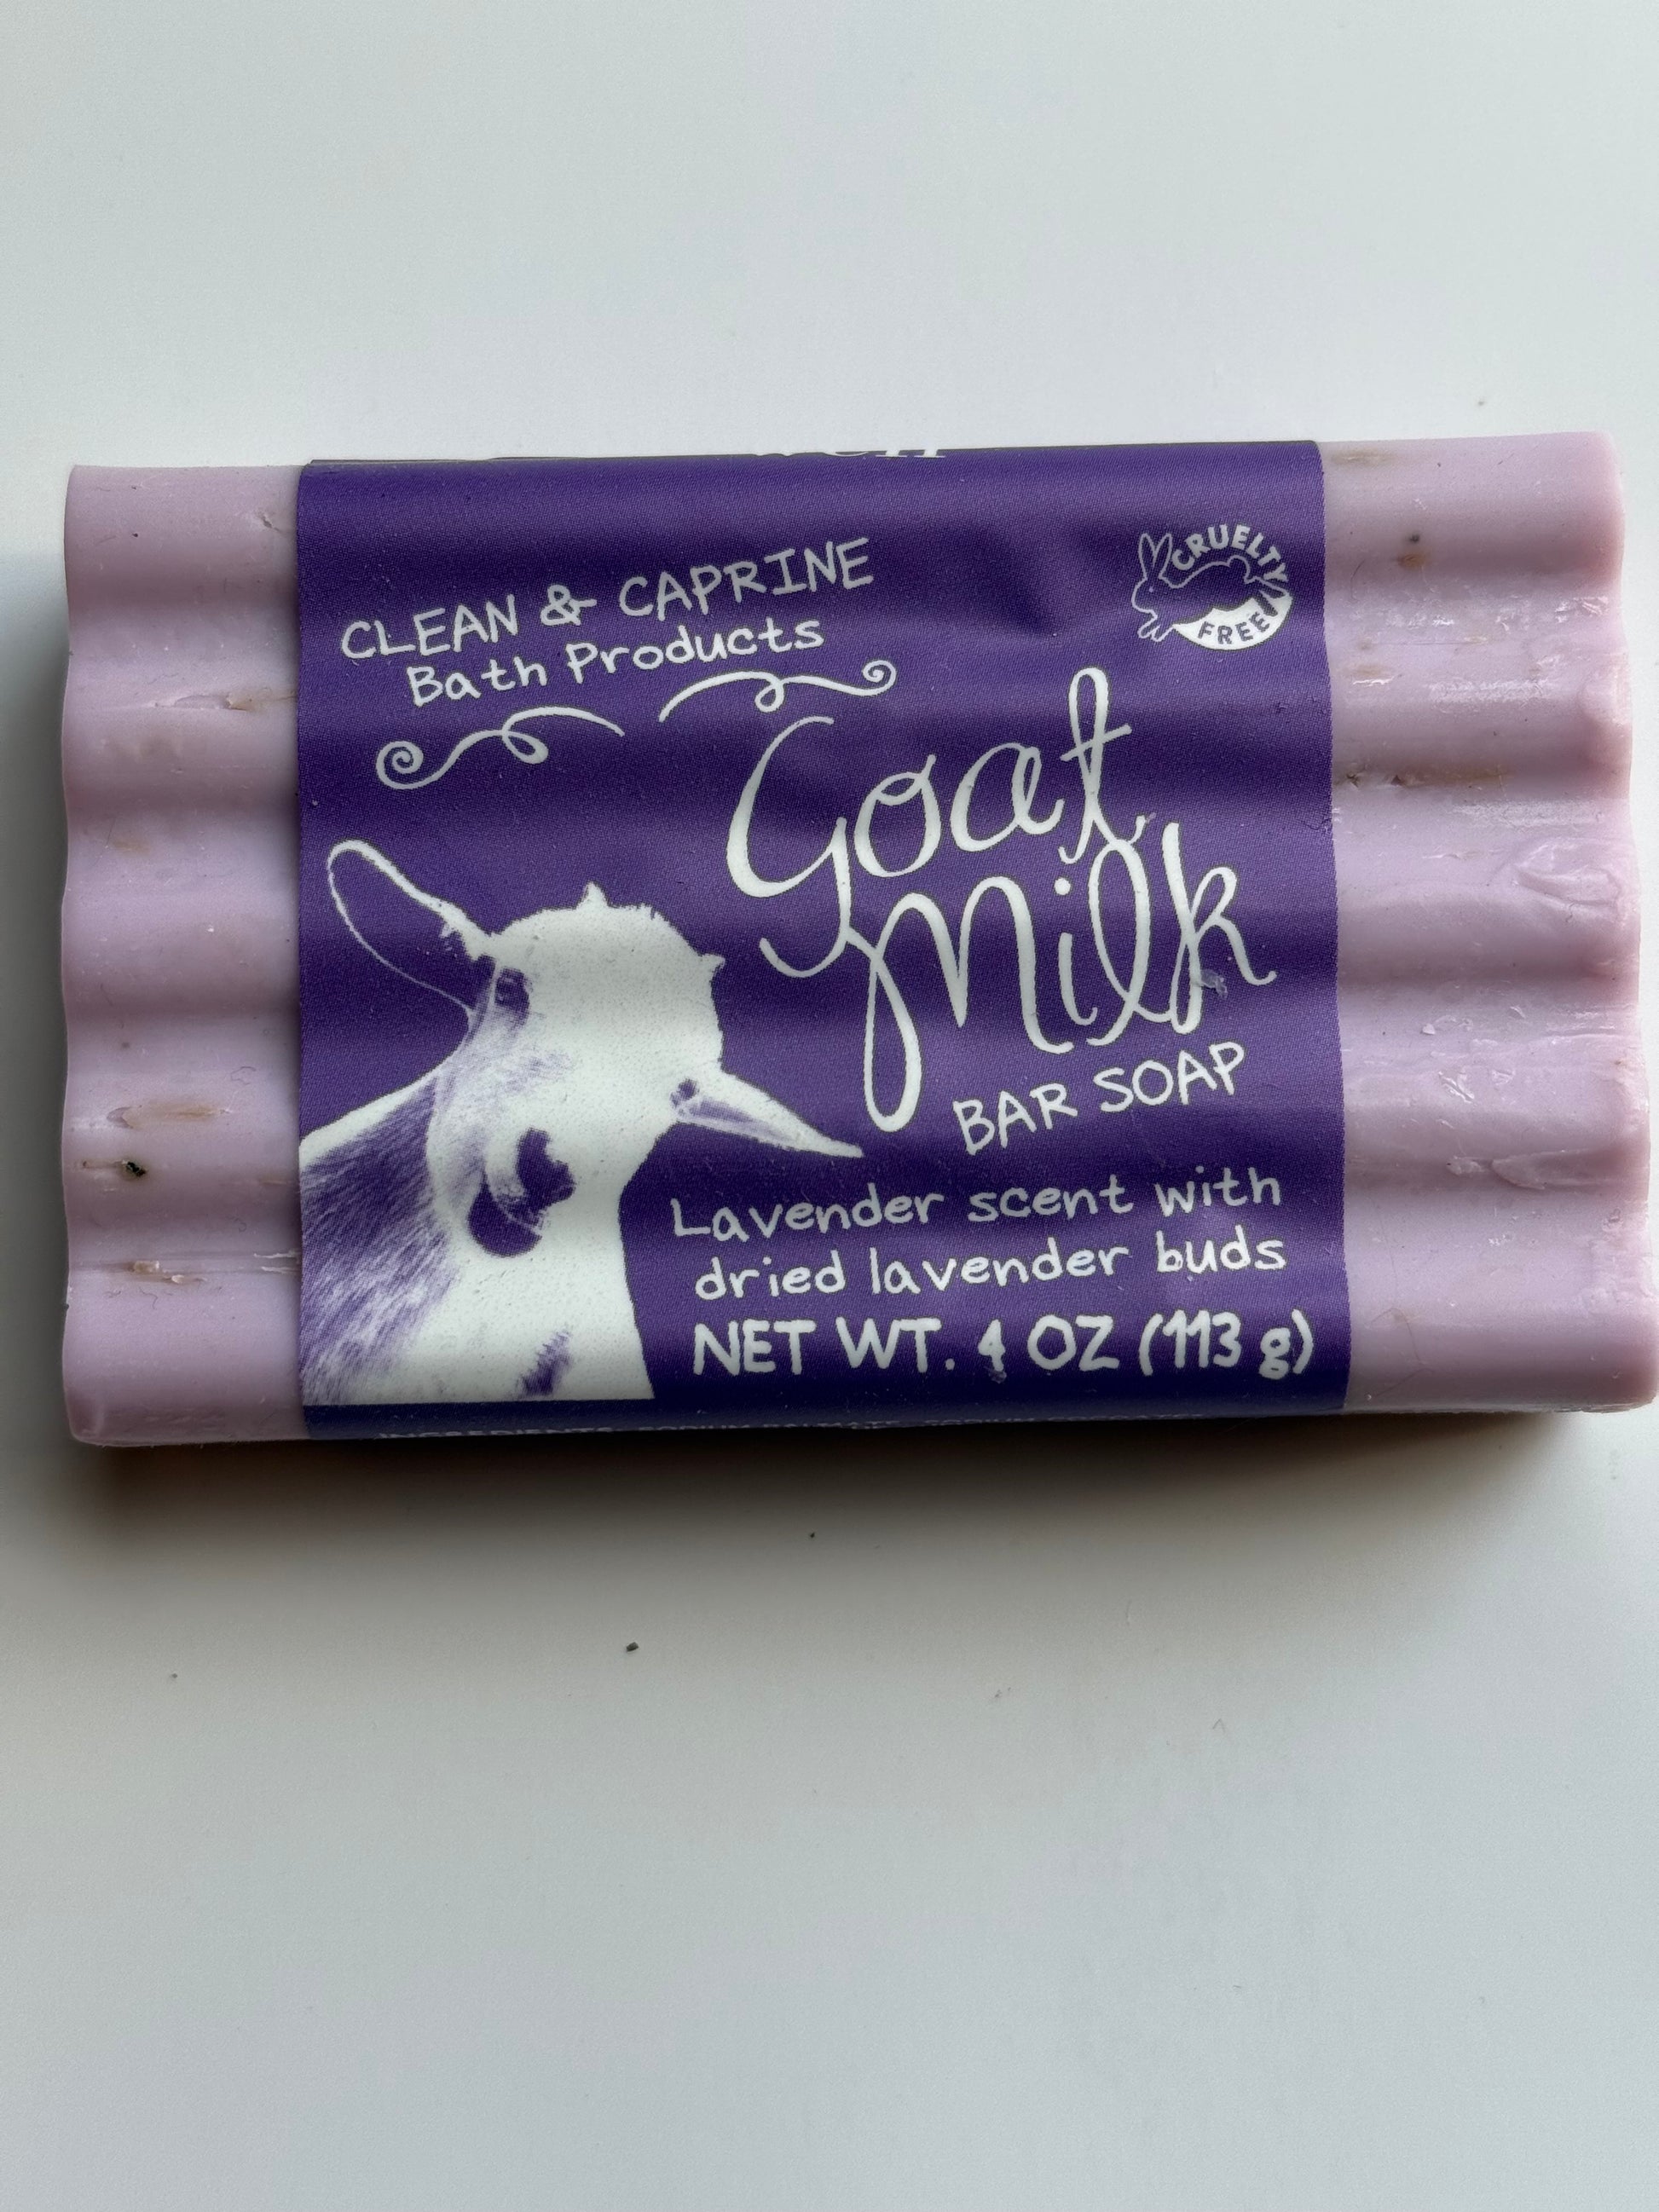 CLEAN & CAPRINE
Bath Products
CRUELTY
FREE
Goat
Milk
BAR SOAP
Lavender scent with
dried lavender buds
NET WT. 4 OZ (113 g)